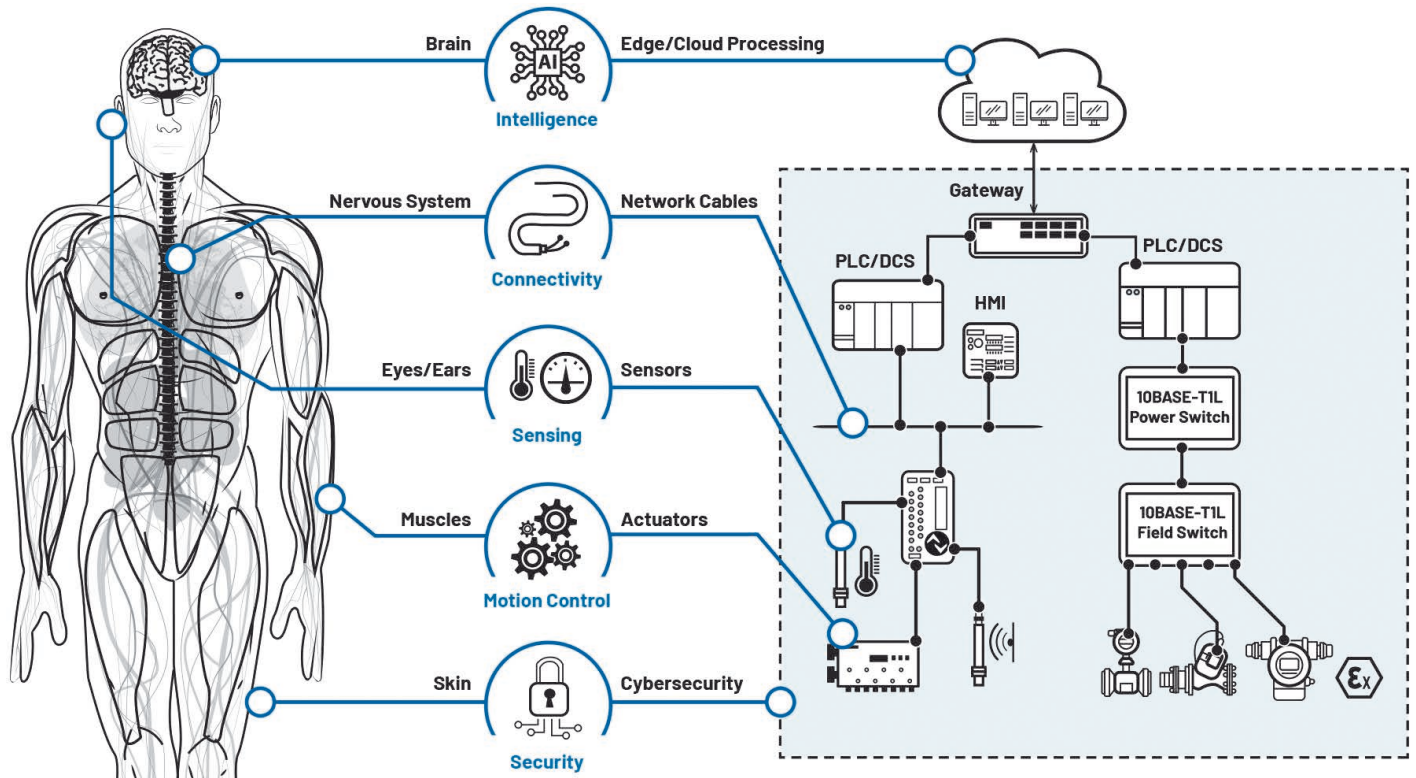 Brain
AI
Edge/Cloud Processing
Intelligence
Nervous System
Network Cables
Connectivity
Eyes/Ears
Sensors
Sensing
Muscles
Actuators
Motion Control
Skin
Cybersecurity
Security
Gateway
PLC/DCS
PLC/DCS
HMI
10BASE-T1L
Power Switch
10BASE-T1L
Field Switch
Ex